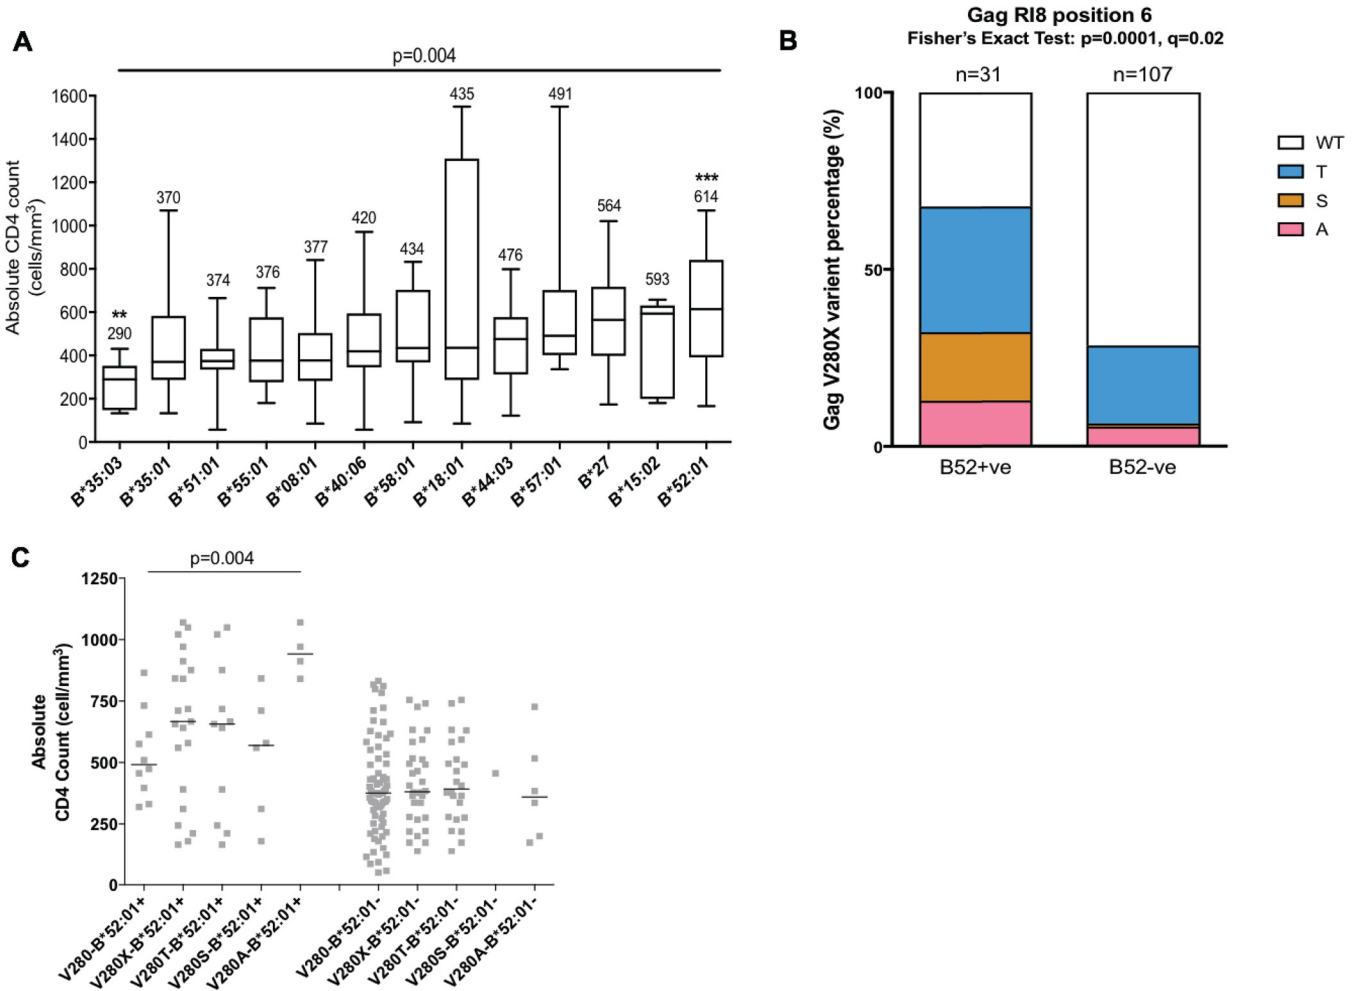 A
p=0.004
Absolute CD4 count
(cells/mm³)
1600
1400
1200
1000
800
600
400
200
0
**
290
370
374
376
377
420
434
435
476
491
564
593
***
614
B*35:03
B*35:01
B*51:01
B*55:01
B*08:01
B*40:06
B*58:01
B*18:01
B*44:03
B*57:01
B*27
B*15:02
B*52:01
B
Gag RI8 position 6
Fisher's Exact Test: p=0.0001, q=0.02
n=31
n=107
Gag V280X varient percentage (%)
100
50
0
B52+ve
B52-ve
WT
T
S
A
C
p=0.004
Absolute
CD4 Count (cell/mm³)
1250
1000
750
500
250
0
V280-B*52:01+
V280X-B*52:01+
V280T-B*52:01+
V280S-B*52:01+
V280A-B*52:01+
V280-B*52:01-
V280X-B*52:01-
V280T-B*52:01-
V280S-B*52:01-
V280A-B*52:01-